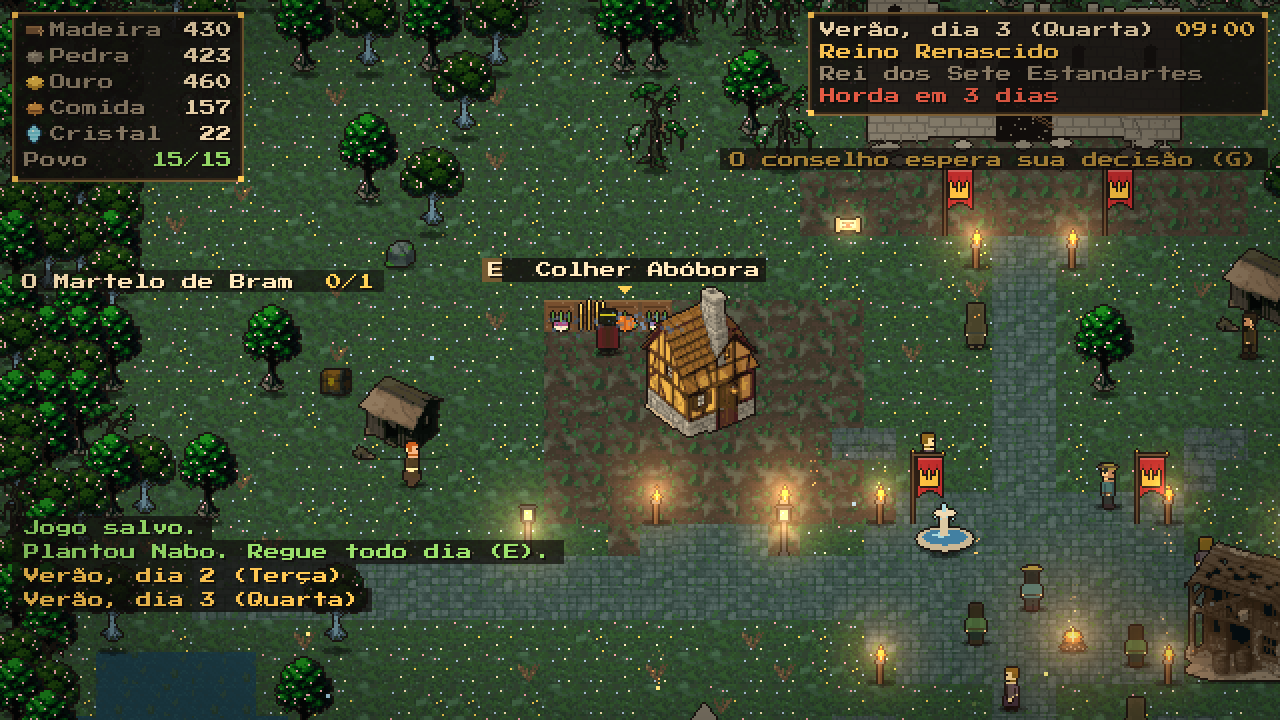 Madeira 430
Pedra 423
Ouro 460
Comida 157
Cristal 22
Povo 15/15
Verão, dia 3 (Quarta) 09:00
Reino Renascido
Rei dos Sete Estandartes
Horda em 3 dias
O conselho espera sua decisão (G)
E Colher Abóbora
O Martelo de Bram 0/1
Jogo salvo.
Plantou Nabo. Regue todo dia (E).
Verão, dia 2 (Terça)
Verão, dia 3 (Quarta)